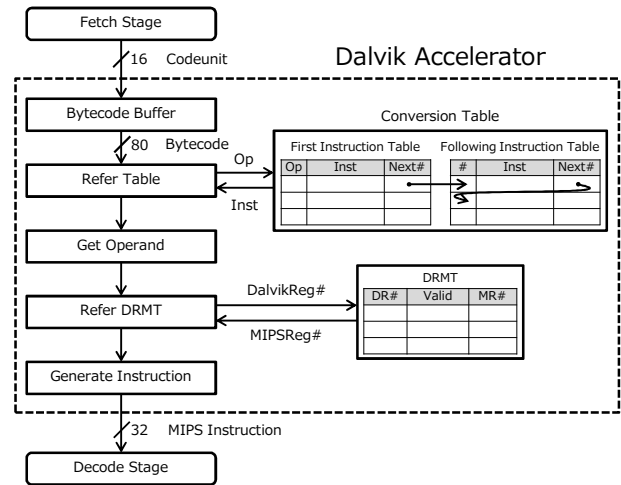 Fetch Stage
16 Codeunit
Dalvik Accelerator
Bytecode Buffer
80 Bytecode
Conversion Table
First Instruction Table Following Instruction Table
Op Inst Next# # Inst Next#
Refer Table
Op
Inst
Get Operand
Refer DRMT
DalvikReg#
MIPSReg#
DRMT
DR# Valid MR#
Generate Instruction
32 MIPS Instruction
Decode Stage